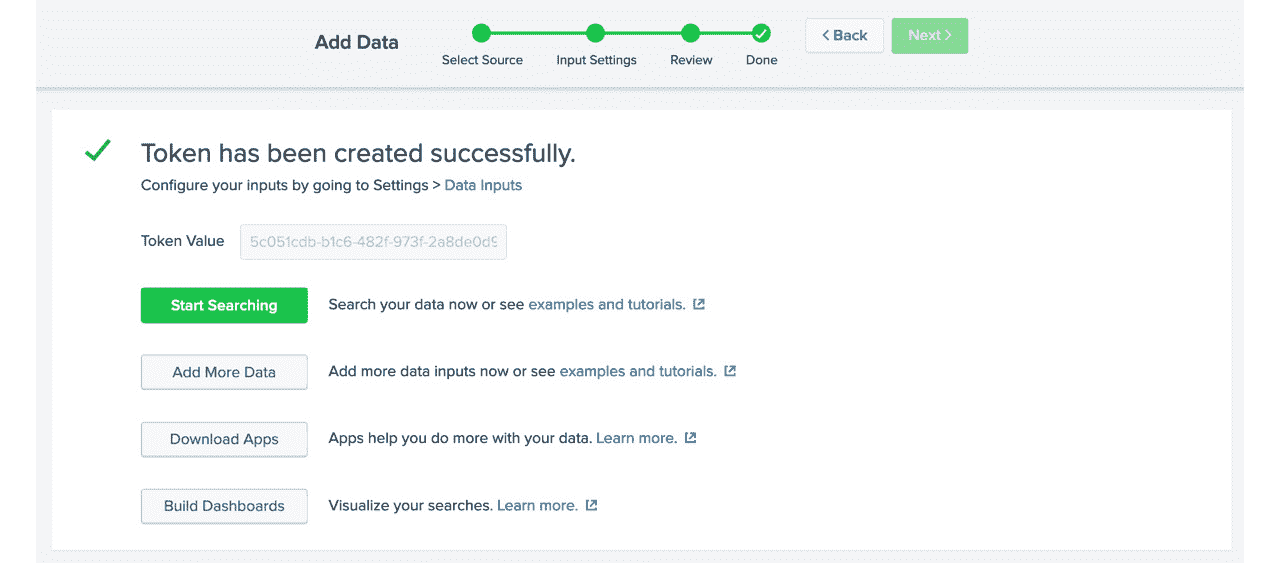 Add Data
Select Source
Input Settings
Review
Done
< Back
Next >
Token has been created successfully.
Configure your inputs by going to Settings > Data Inputs
Token Value 5c051cdb-b1c6-482f-973f-2a8de0d9
Start Searching Search your data now or see examples and tutorials.
Add More Data Add more data inputs now or see examples and tutorials.
Download Apps Apps help you do more with your data. Learn more.
Build Dashboards Visualize your searches. Learn more.